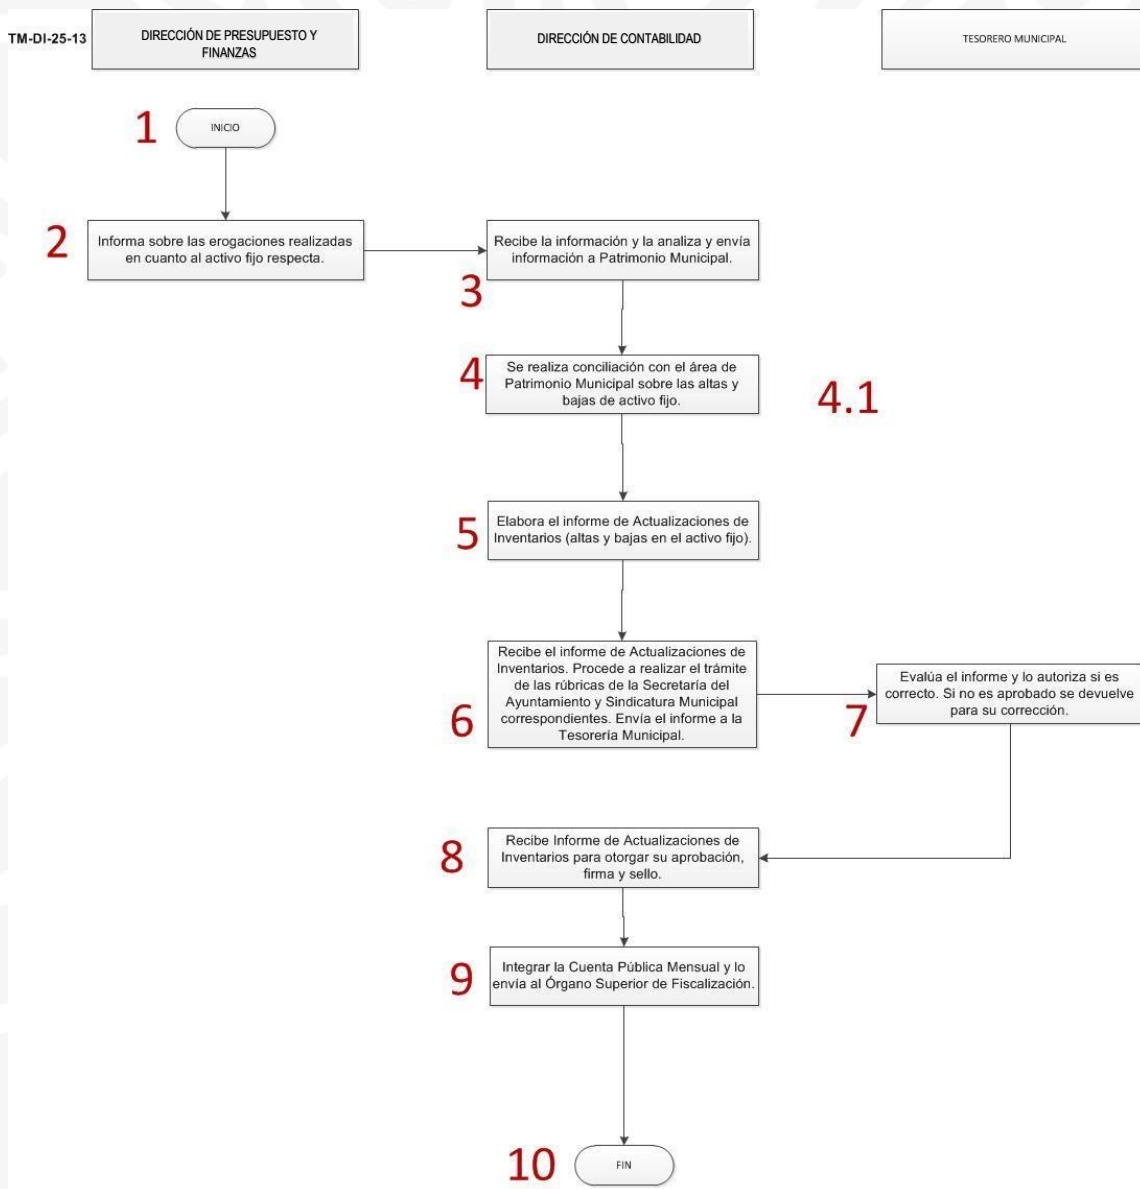 TM-DI-25-13
DIRECCIÓN DE PRESUPUESTO Y
FINANZAS
DIRECCIÓN DE CONTABILIDAD
TESORERO MUNICIPAL
1
INICIO
2
Informa sobre las erogaciones realizadas
en cuanto al activo fijo respecta.
Recibe la información y la analiza y envía
información a Patrimonio Municipal.
3
4
Se realiza conciliación con el área de
Patrimonio Municipal sobre las altas y
bajas de activo fijo.
4.1
5
Elabora el informe de Actualizaciones de
Inventarios (altas y bajas en el activo fijo).
6
Recibe el informe de Actualizaciones de
Inventarios. Procede a realizar el trámite
de las rúbricas de la Secretaría del
Ayuntamiento y Sindicatura Municipal
correspondientes. Envía el informe a la
Tesorería Municipal.
7
Evalúa el informe y lo autoriza si es
correcto. Si no es aprobado se devuelve
para su corrección.
8
Recibe Informe de Actualizaciones de
Inventarios para otorgar su aprobación,
firma y sello.
9
Integrar la Cuenta Pública Mensual y lo
envía al Órgano Superior de Fiscalización.
10
FIN